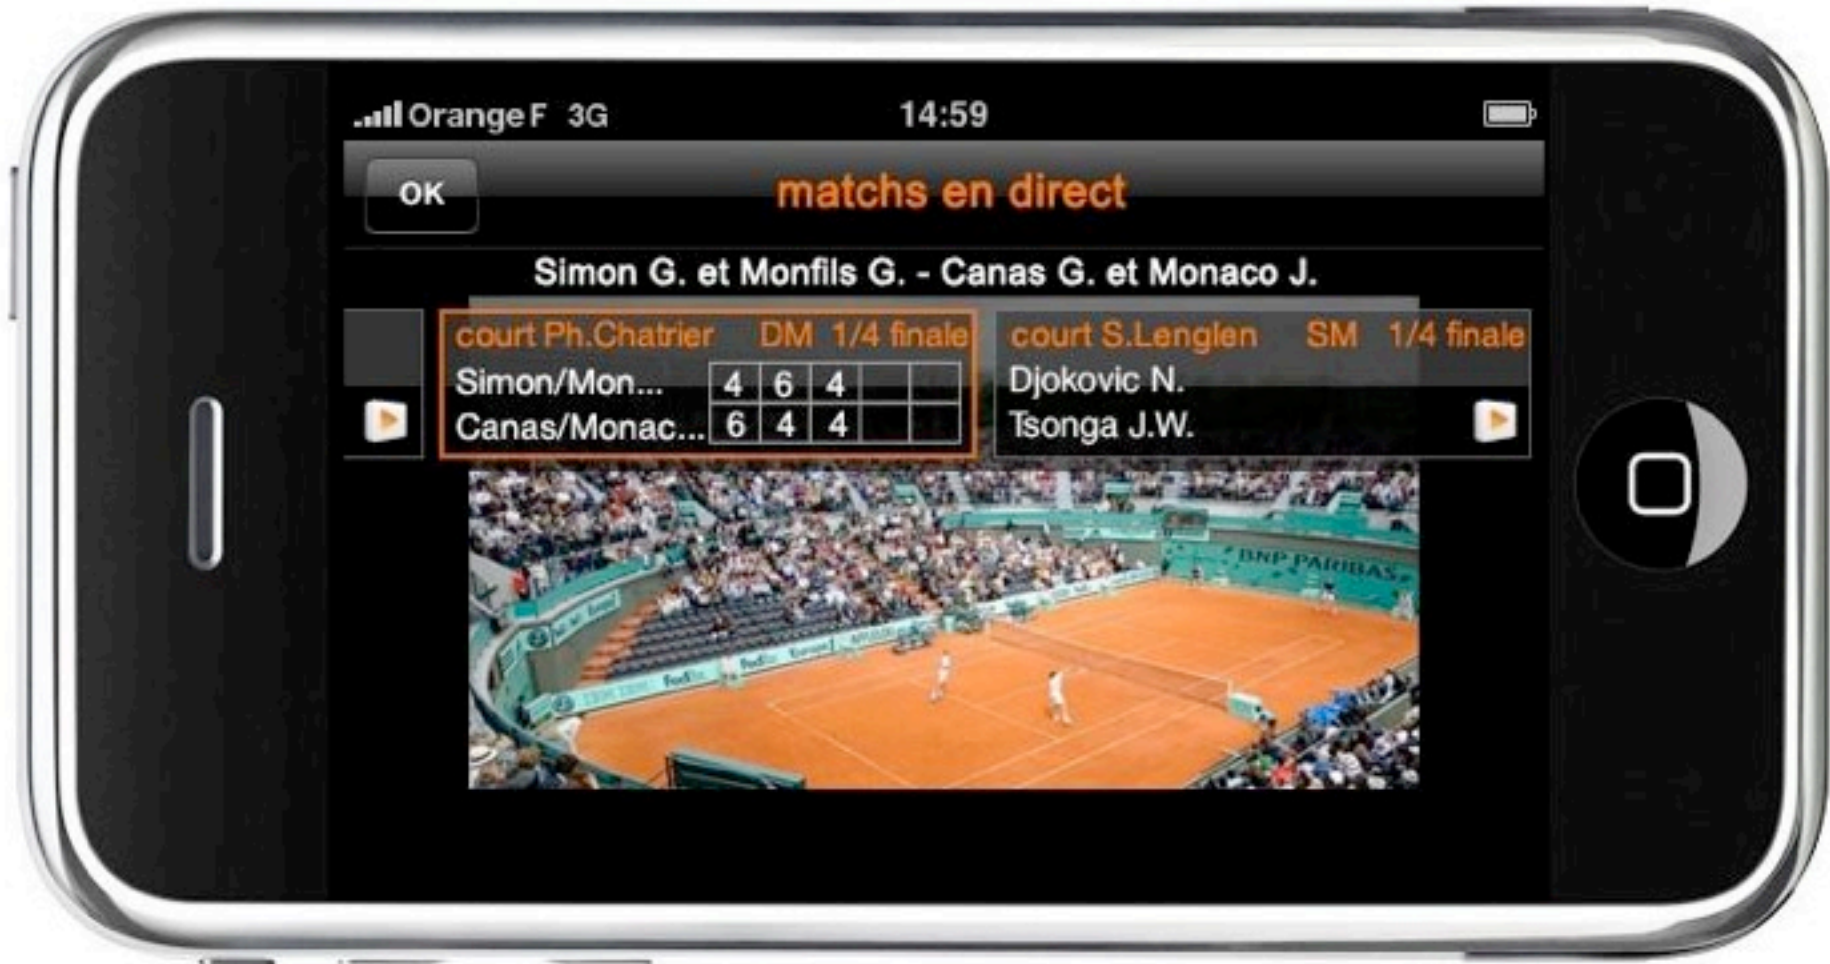 Orange F 3G 14:59
OK
matchs en direct
Simon G. et Monfils G. - Canas G. et Monaco J.
court Ph.Chatrier DM 1/4 finale
Simon/Mon... 4 6 4
Canas/Monac... 6 4 4
court S.Lenglen SM 1/4 finale
Djokovic N.
Tsonga J.W.
BNP PARIBAS
FedEx
FedEx